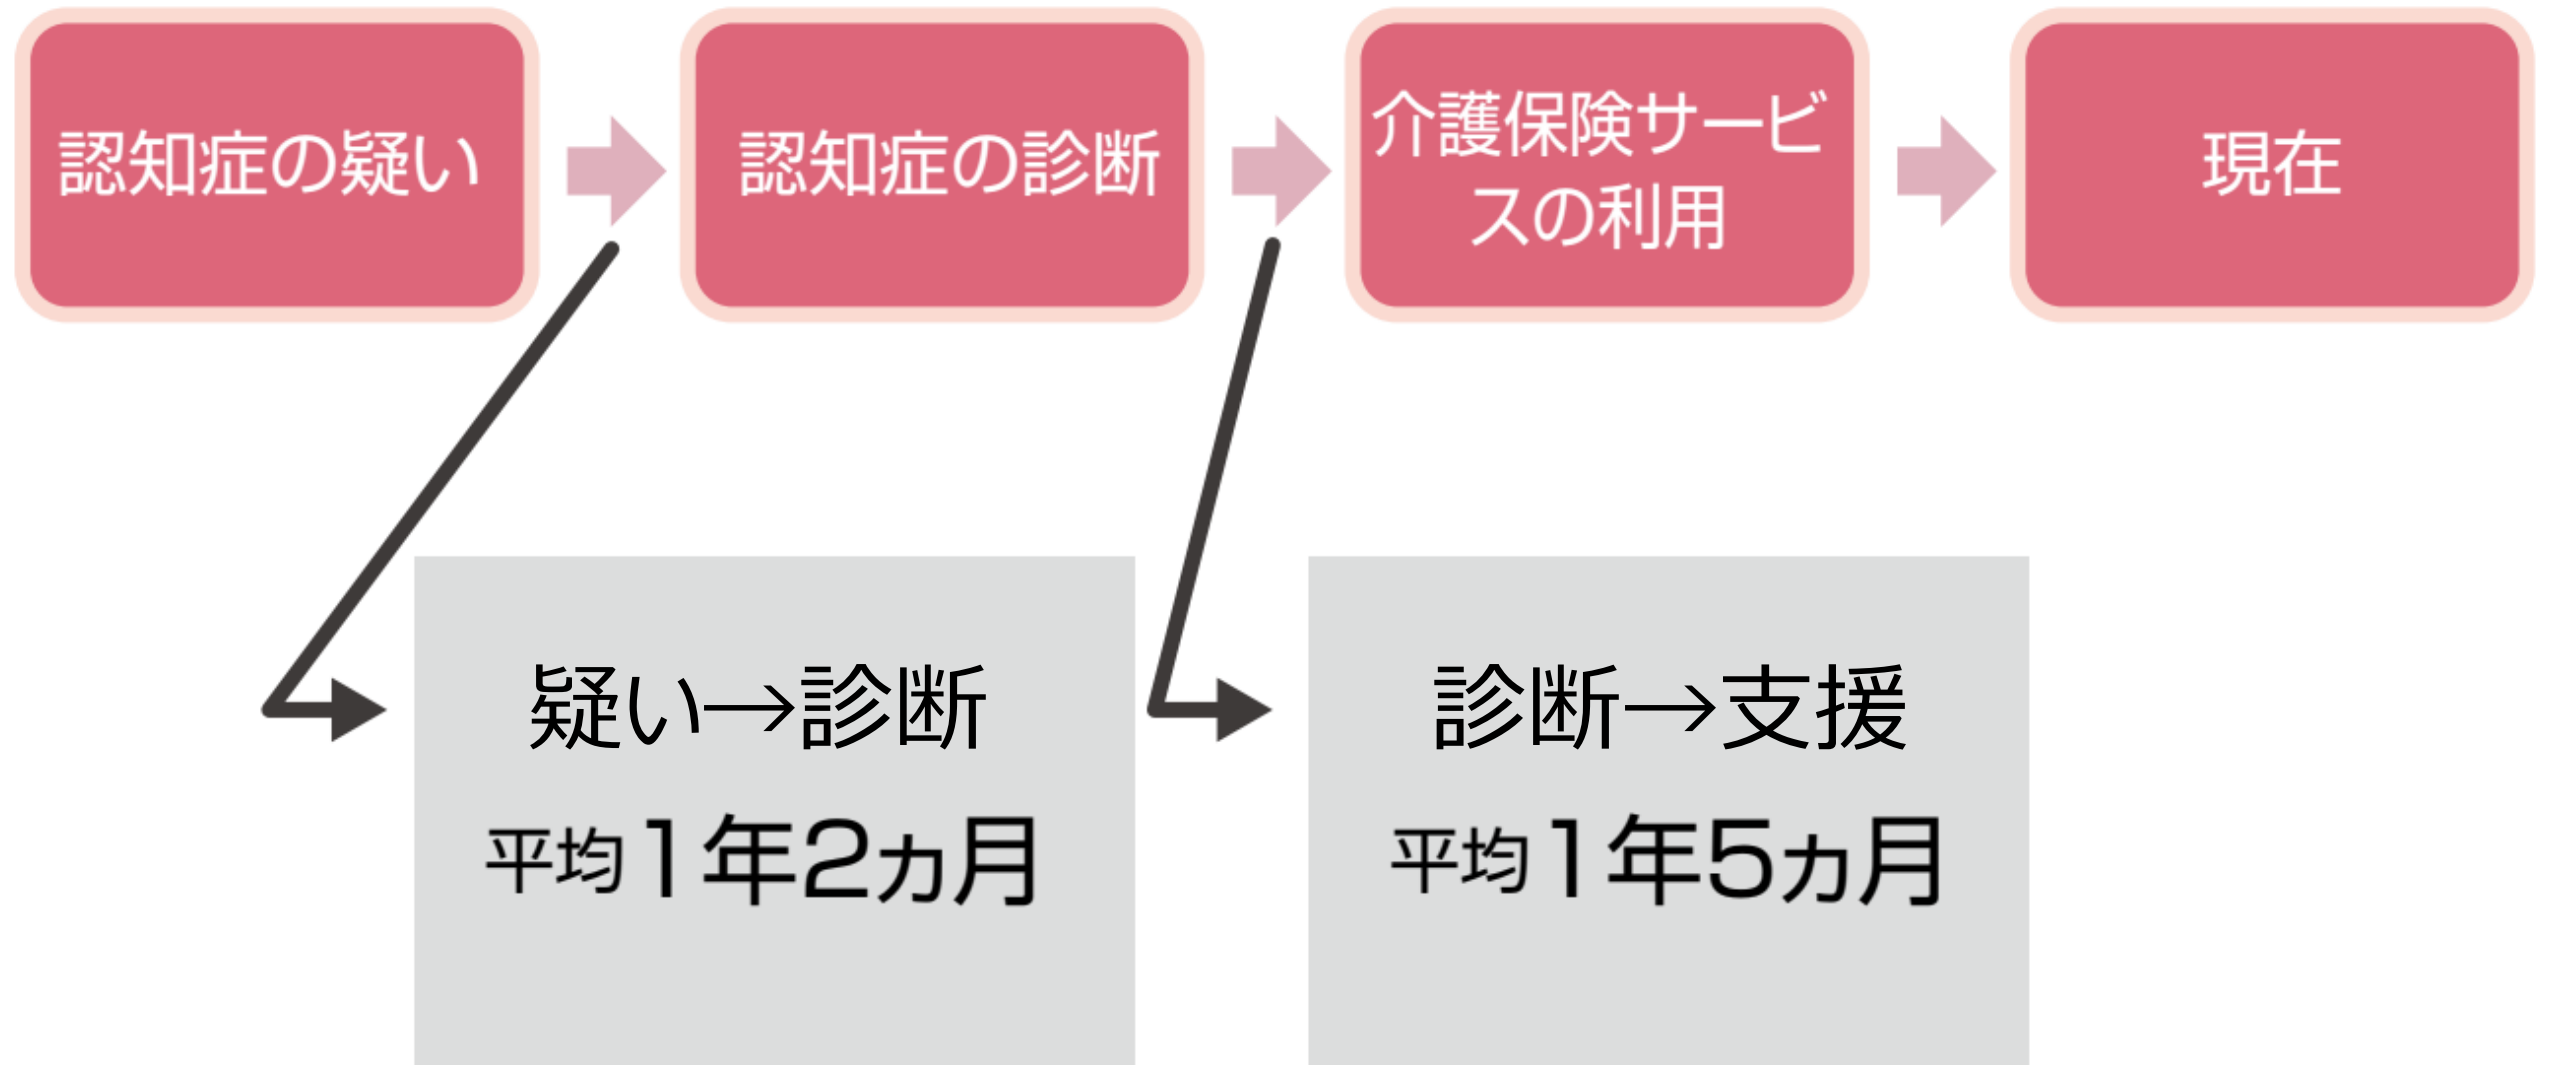 認知症の疑い
認知症の診断
介護保険サービ
スの利用
現在
疑い→診断
平均1年2ヵ月
診断→支援
平均1年5ヵ月